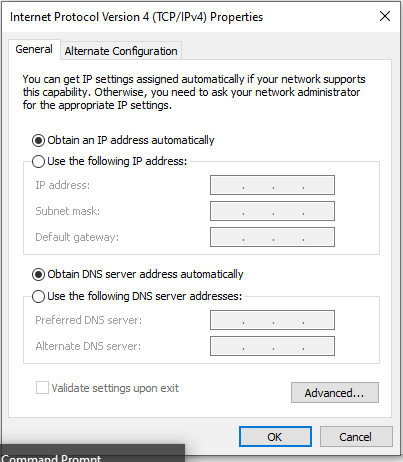 Internet Protocol Version 4 (TCP/IPv4) Properties
General
Alternate Configuration
You can get IP settings assigned automatically if your network supports
this capability. Otherwise, you need to ask your network administrator
for the appropriate IP settings.
Obtain an IP address automatically
Use the following IP address:
IP address:
Subnet mask:
Default gateway:
Obtain DNS server address automatically
Use the following DNS server addresses:
Preferred DNS server:
Alternate DNS server:
Validate settings upon exit
Advanced...
OK
Cancel
Command Prompt